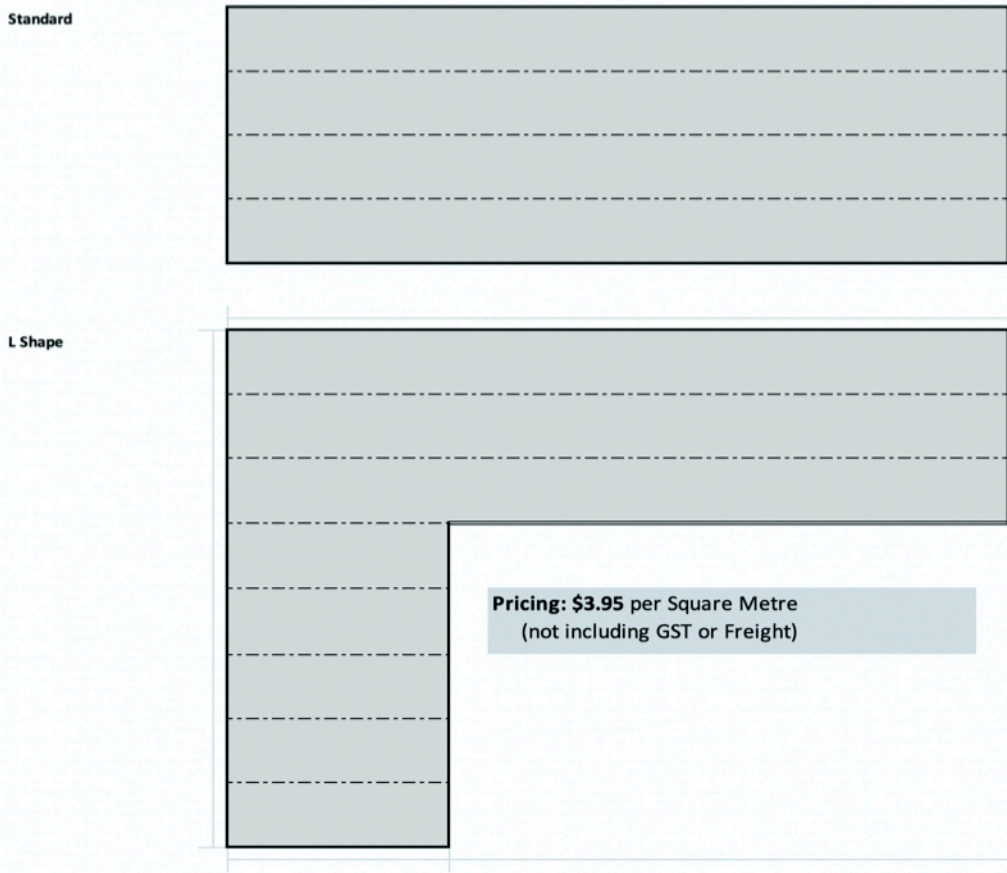 Standard
L Shape
Pricing: $3.95 per Square Metre
(not including GST or Freight)